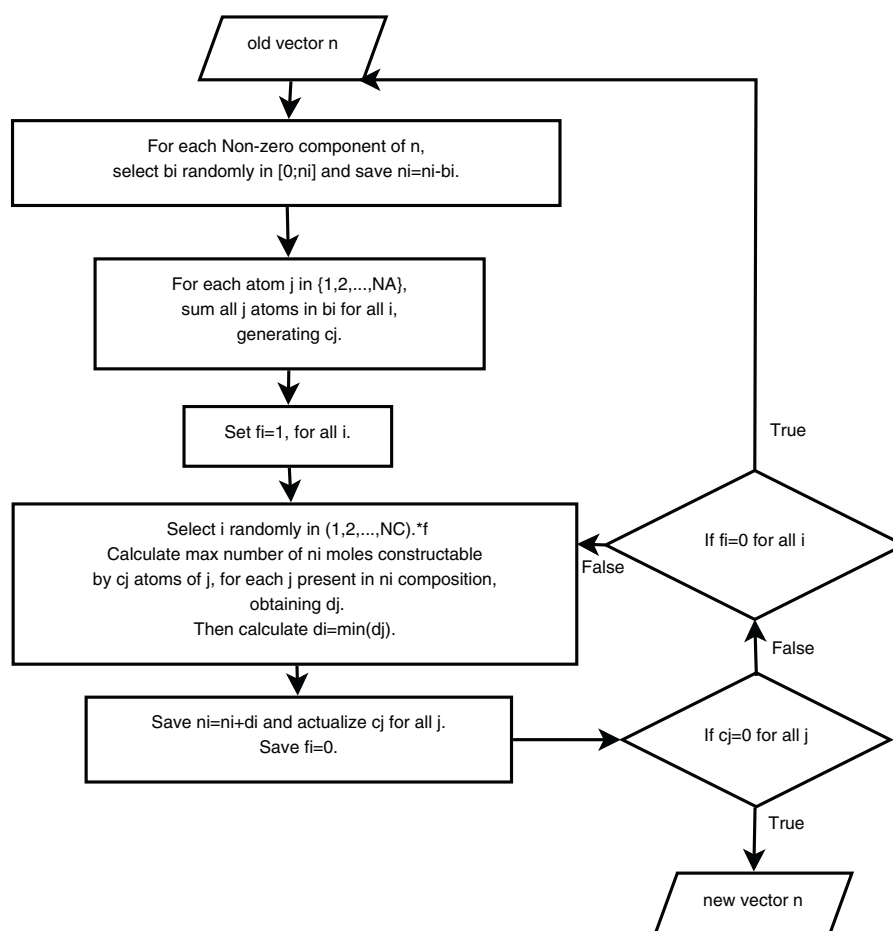 old vector n
For each Non-zero component of n,
select bi randomly in [0;ni] and save ni=ni-bi.
For each atom j in {1,2,...,NA},
sum all j atoms in bi for all i,
generating cj.
Set fi=1, for all i.
Select i randomly in (1,2,...,NC).*f
Calculate max number of ni moles constructable
by cj atoms of j, for each j present in ni composition,
obtaining dj.
Then calculate di=min(dj).
Save ni=ni+di and actualize cj for all j.
Save fi=0.
If cj=0 for all j
False
If fi=0 for all i
False
True
True
new vector n